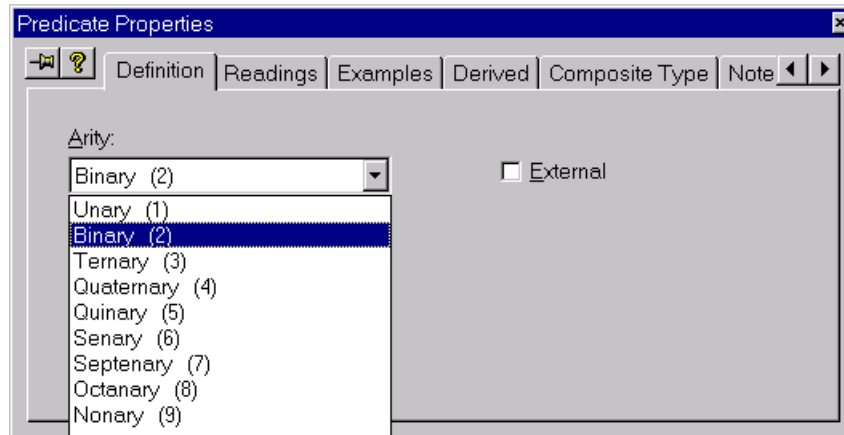 Predicate Properties
Definition Readings Examples Derived Composite Type Note
Arity:
Binary (2)
External
Unary (1)
Binary (2)
Ternary (3)
Quaternary (4)
Quinary (5)
Senary (6)
Septenary (7)
Octanary (8)
Nonary (9)